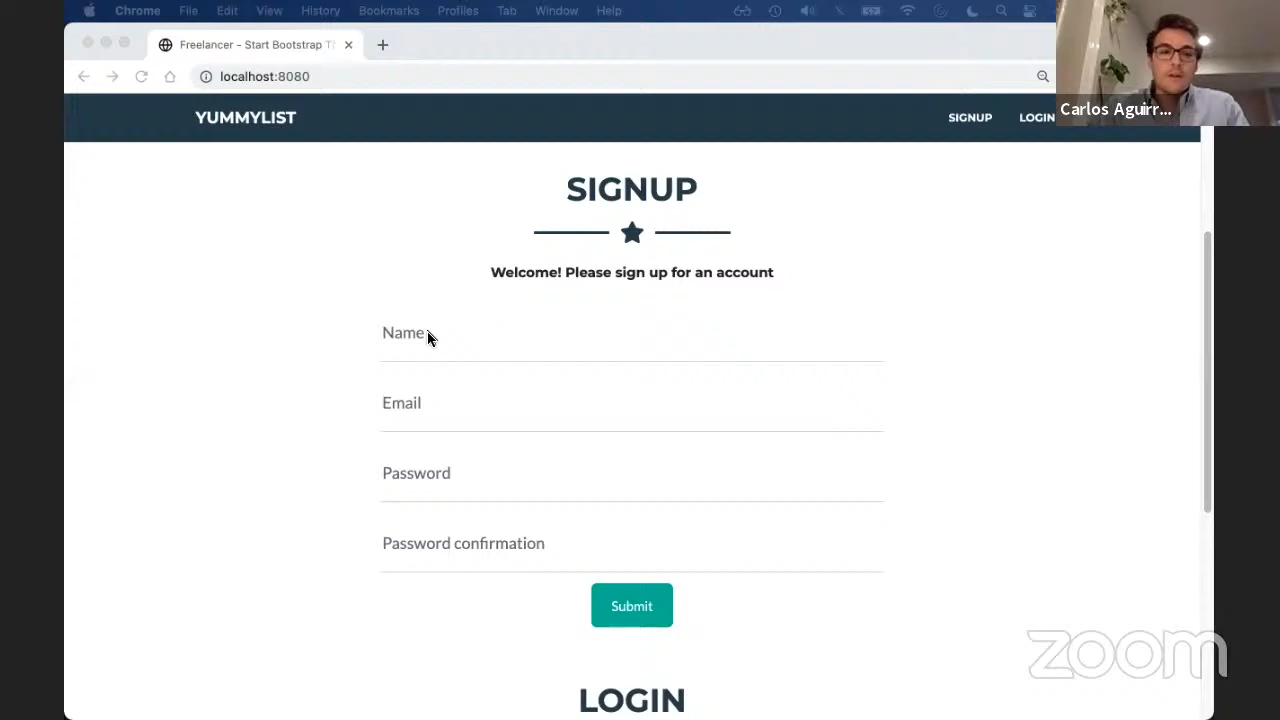 Chrome File Edit View History Bookmarks Profiles Tab Window Help
Freelancer - Start Bootstrap T
localhost:8080
YUMMYLIST SIGNUP LOGIN
Carlos Aguirr...
SIGNUP
Welcome! Please sign up for an account
Name
Email
Password
Password confirmation
Submit
LOGIN
zoom